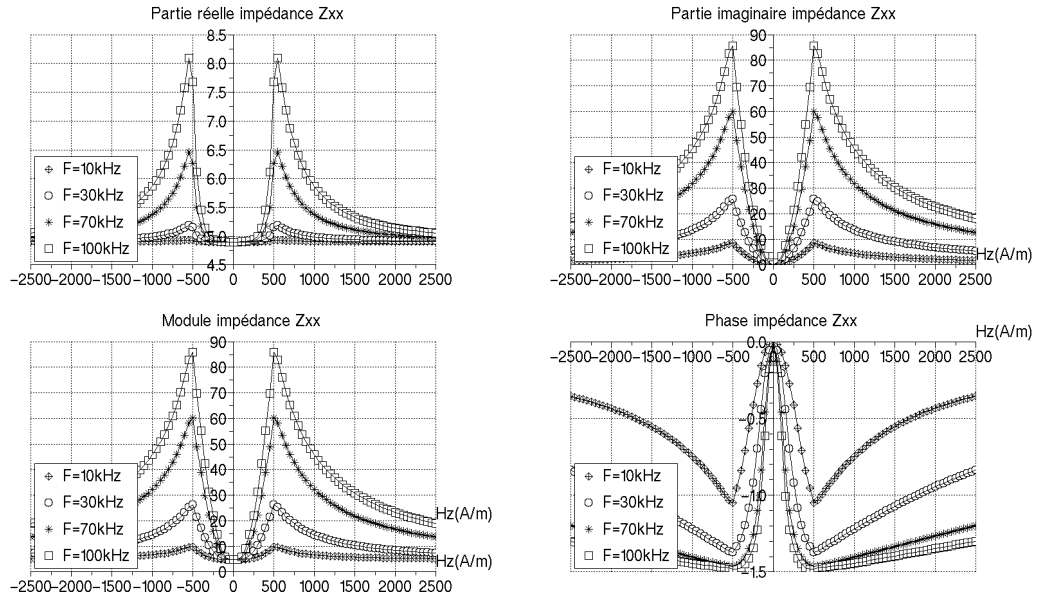 Partie réelle impédance Zxx
8.5
8.0
7.5
7.0
6.5
6.0
5.5
5.0
4.5
F=10kHz
F=30kHz
F=70kHz
F=100kHz
−2500 −2000 −1500 −1000 −500 0 500 1000 1500 2000 2500
Partie imaginaire impédance Zxx
90
80
70
60
50
40
30
20
10
0
F=10kHz
F=30kHz
F=70kHz
F=100kHz
Hz(A/m)
−2500 −2000 −1500 −1000 −500 0 500 1000 1500 2000 2500
Module impédance Zxx
90
80
70
60
50
40
30
20
10
0
F=10kHz
F=30kHz
F=70kHz
F=100kHz
Hz(A/m)
Hz(A/m)
−2500 −2000 −1500 −1000 −500 0 500 1000 1500 2000 2500
Phase impédance Zxx
Hz(A/m)
−2500 −2000 −1500 −1000 −500 0 500 1000 1500 2000 2500
0.0
−0.5
−1.0
−1.5
F=10kHz
F=30kHz
F=70kHz
F=100kHz